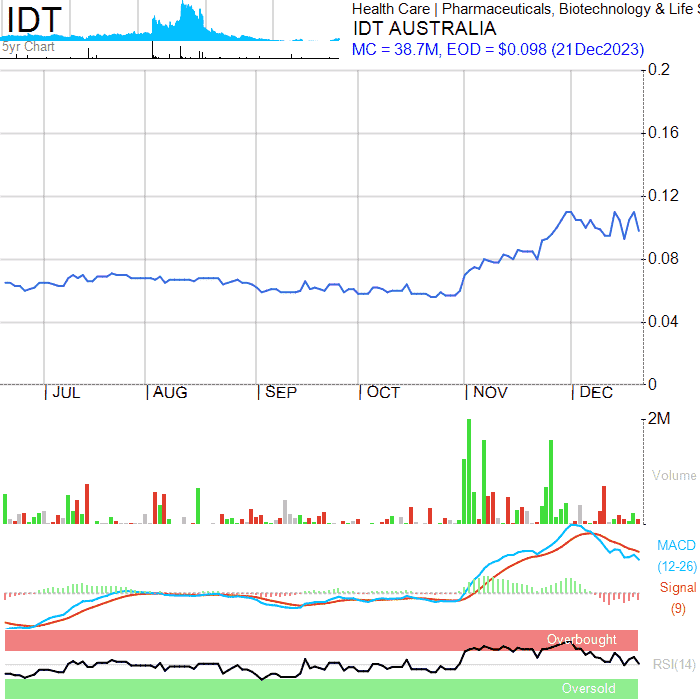 IDT
5yr Chart
Health Care | Pharmaceuticals, Biotechnology & Life S
IDT AUSTRALIA
MC = 38.7M, EOD = $0.098 (21Dec2023)
0.2
0.16
0.12
0.08
0.04
0
| JUL | AUG | SEP | OCT | NOV | DEC
2M
Volume
MACD
(12-26)
Signal
(9)
Overbought
RSI(14)
Oversold